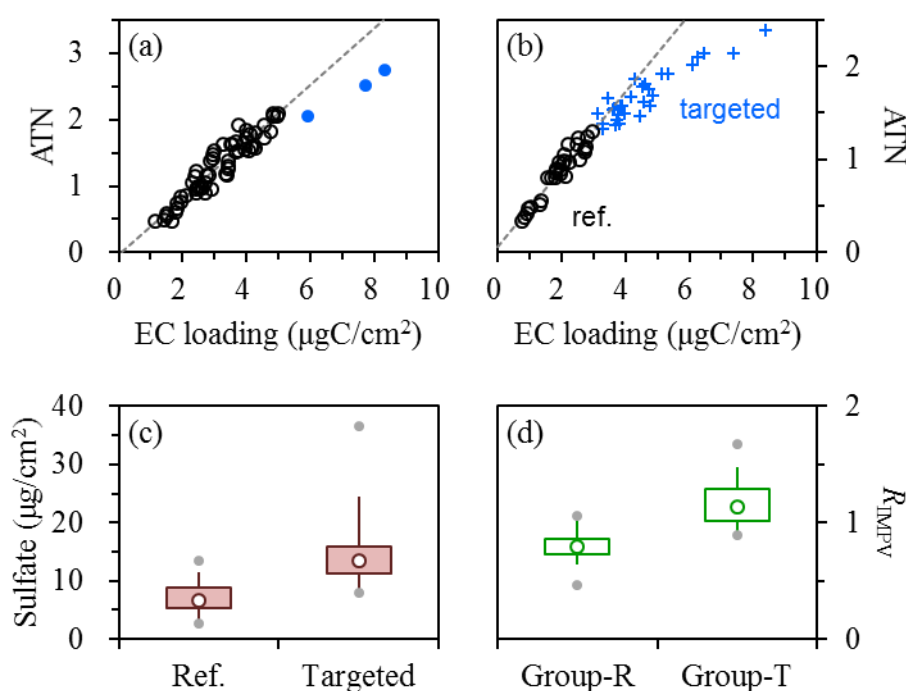 (a)
3
2
1
0
ATN
0 2 4 6 8 10
EC loading (µgC/cm²)
(b)
targeted
ref.
2
1
0
ATN
0 2 4 6 8 10
EC loading (µgC/cm²)
(c)
40
30
20
10
0
Sulfate (µg/cm²)
Ref. Targeted
(d)
2
1
0
R_IMPV
Group-R Group-T